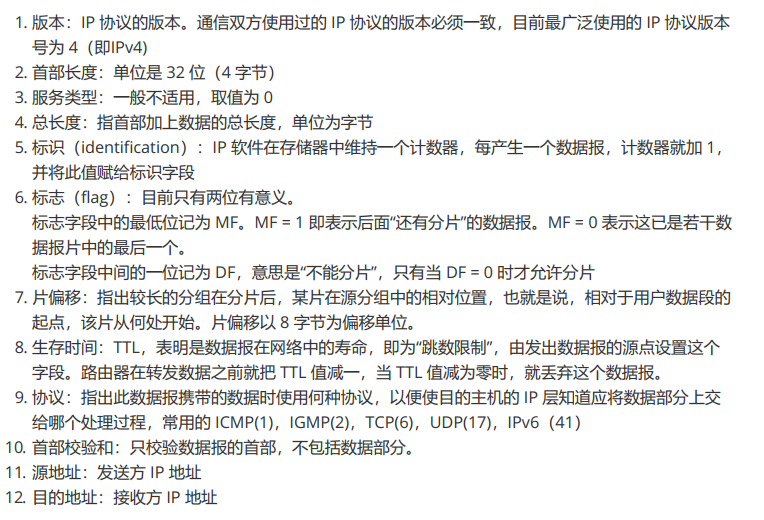 1. 版本：IP 协议的版本。通信双方使用过的 IP 协议的版本必须一致，目前最广泛使用的 IP 协议版本
号为 4（即IPv4)
2. 首部长度：单位是 32 位（4 字节）
3. 服务类型：一般不适用，取值为 0
4. 总长度：指首部加上数据的总长度，单位为字节
5. 标识（identification）：IP 软件在存储器中维持一个计数器，每产生一个数据报，计数器就加 1，
并将此值赋给标识字段
6. 标志（flag）：目前只有两位有意义。
标志字段中的最低位记为 MF。MF = 1 即表示后面“还有分片”的数据报。MF = 0 表示这已是若干数
据报片中的最后一个。
标志字段中间的一位记为 DF，意思是“不能分片”，只有当 DF = 0 时才允许分片
7. 片偏移：指出较长的分组在分片后，某片在源分组中的相对位置，也就是说，相对于用户数据段的
起点，该片从何处开始。片偏移以 8 字节为偏移单位。
8. 生存时间：TTL，表明是数据报在网络中的寿命，即为“跳数限制”，由发出数据报的源点设置这个
字段。路由器在转发数据之前就把 TTL 值减一，当 TTL 值减为零时，就丢弃这个数据报。
9. 协议：指出此数据报携带的数据时使用何种协议，以便使目的主机的 IP 层知道应将数据部分上交
给哪个处理过程，常用的 ICMP(1)，IGMP(2)，TCP(6)，UDP(17)，IPv6（41）
10. 首部校验和：只校验数据报的首部，不包括数据部分。
11. 源地址：发送方 IP 地址
12. 目的地址：接收方 IP 地址